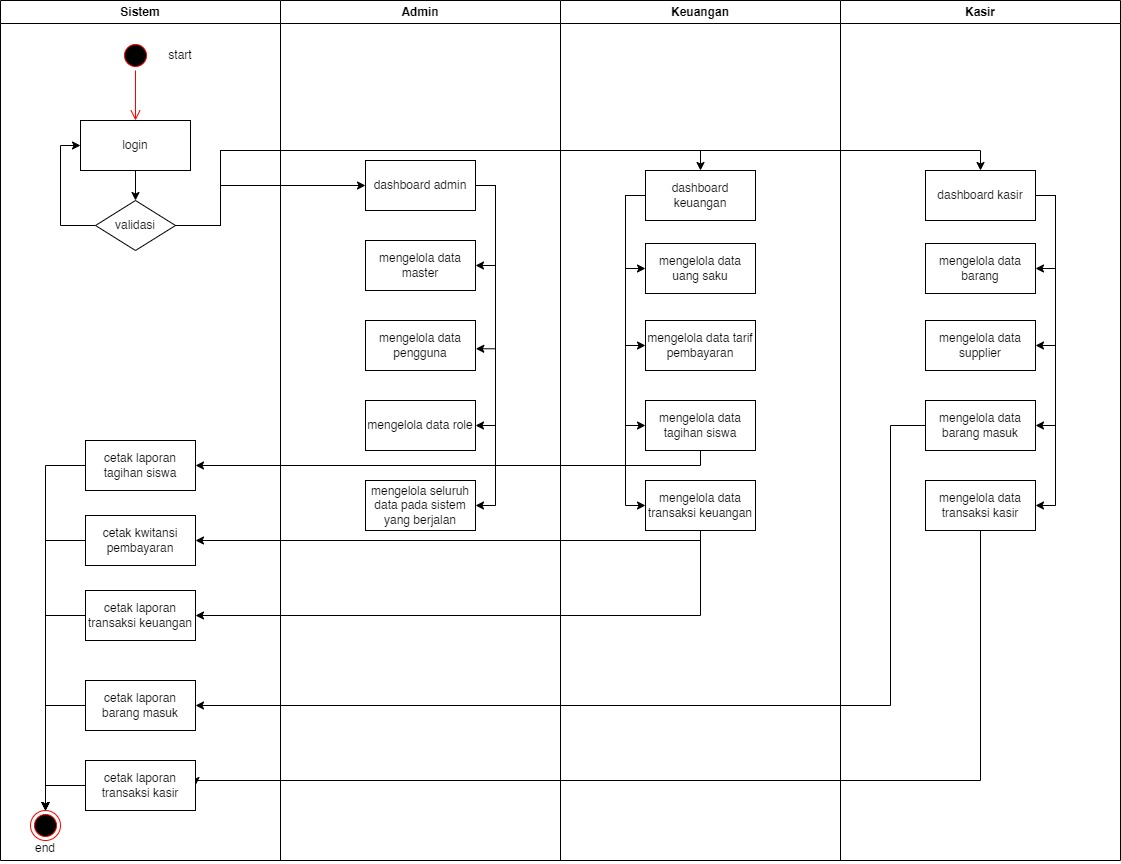 Sistem
Admin
Keuangan
Kasir
start
login
validasi
dashboard admin
mengelola data
master
mengelola data
pengguna
mengelola data role
mengelola seluruh
data pada sistem
yang berjalan
dashboard
keuangan
mengelola data
uang saku
mengelola data tarif
pembayaran
mengelola data
tagihan siswa
mengelola data
transaksi keuangan
dashboard kasir
mengelola data
barang
mengelola data
supplier
mengelola data
barang masuk
mengelola data
transaksi kasir
cetak laporan
tagihan siswa
cetak kwitansi
pembayaran
cetak laporan
transaksi keuangan
cetak laporan
barang masuk
cetak laporan
transaksi kasir
end